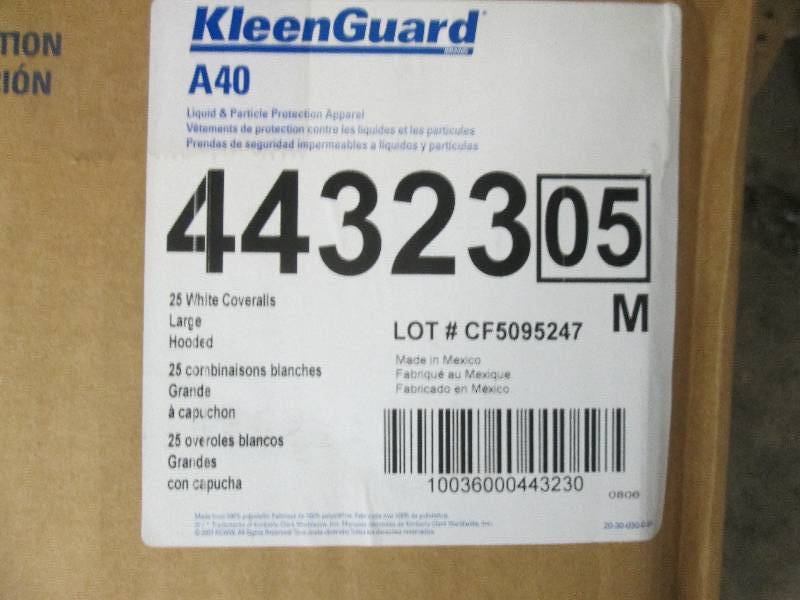 TION
IÓN
KleenGuard
BRAND
A40
Liquid & Particle Protection Apparel
Vêtements de protection contre les liquides et les particules
Prendas de seguridad impermeables a líquidos y partículas
44323 05
M
25 White Coveralls
Large
Hooded
LOT # CF5095247
Made in Mexico
Fabriqué au Mexique
Fabricado en México
25 combinaisons blanches
Grande
à capuchon
25 overoles blancos
Grandes
con capucha
10036000443230
0806